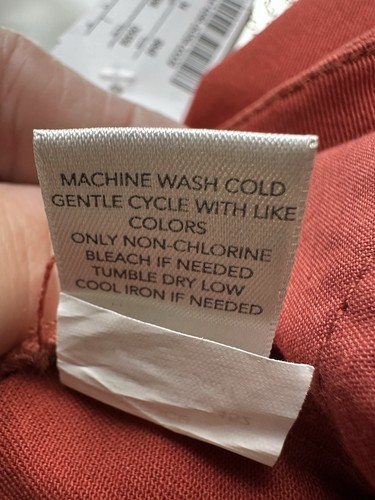 MACHINE WASH COLD
GENTLE CYCLE WITH LIKE
COLORS
ONLY NON-CHLORINE
BLEACH IF NEEDED
TUMBLE DRY LOW
COOL IRON IF NEEDED